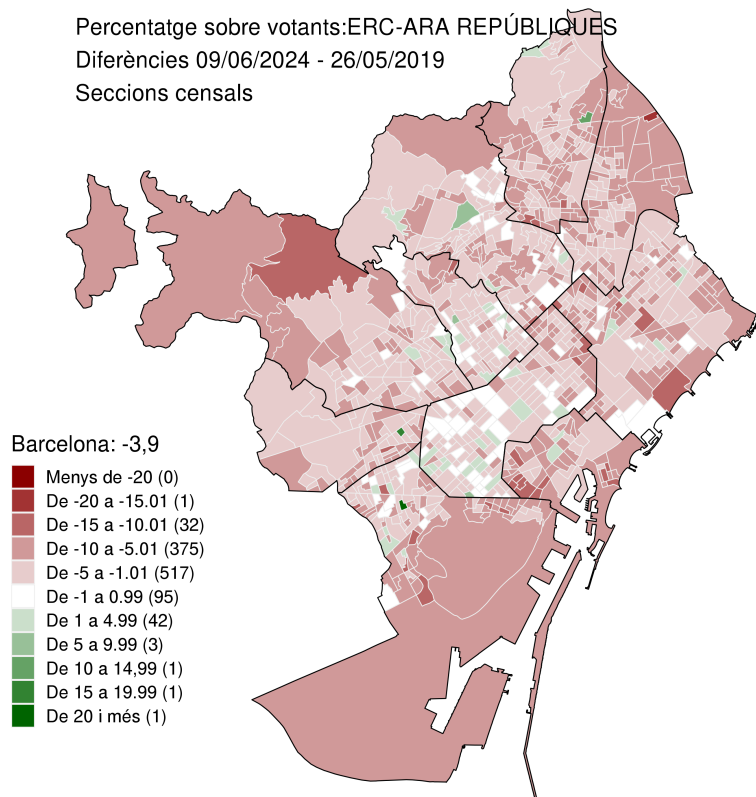 Percentatge sobre votants:ERC-ARA REPÚBLIQUES
Diferències 09/06/2024 - 26/05/2019
Seccions censals
Barcelona: -3,9
Menys de -20 (0)
De -20 a -15.01 (1)
De -15 a -10.01 (32)
De -10 a -5.01 (375)
De -5 a -1.01 (517)
De -1 a 0.99 (95)
De 1 a 4.99 (42)
De 5 a 9.99 (3)
De 10 a 14,99 (1)
De 15 a 19.99 (1)
De 20 i més (1)